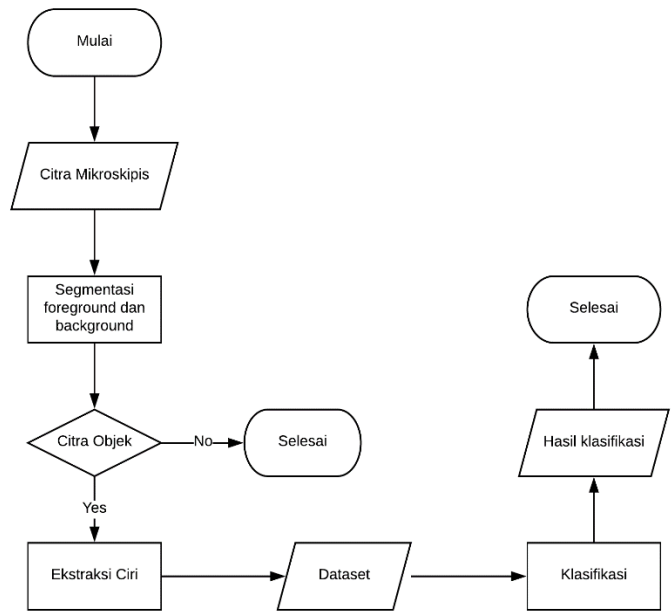 Mulai
Citra Mikroskipis
Segmentasi
foreground dan
background
Citra Objek
No
Selesai
Yes
Ekstraksi Ciri
Dataset
Klasifikasi
Hasil klasifikasi
Selesai